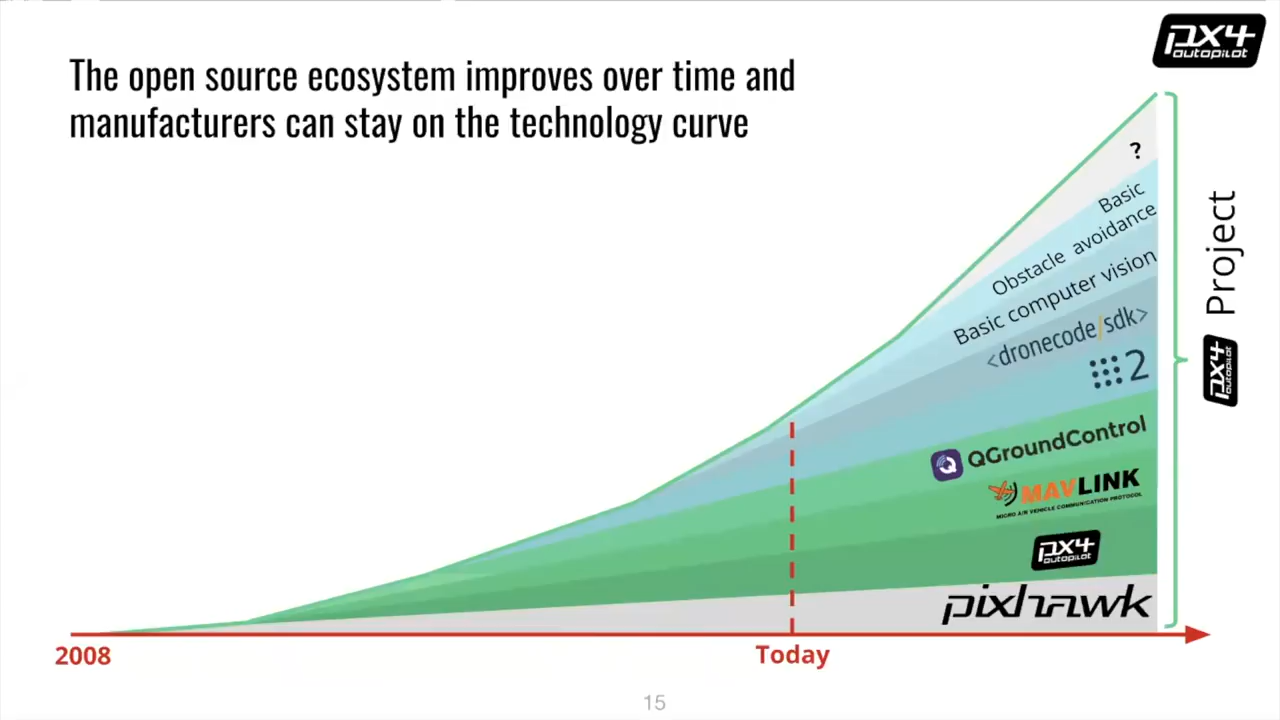 px4
autopilot
The open source ecosystem improves over time and
manufacturers can stay on the technology curve
?
Basic
Obstacle avoidance
Basic computer vision
<dronecode/sdk>
2
QGroundControl
MAVLINK
MICRO AIR VEHICLE COMMUNICATION PROTOCOL
px4
autopilot
pixhawk
px4
autopilot
Project
2008
Today
15